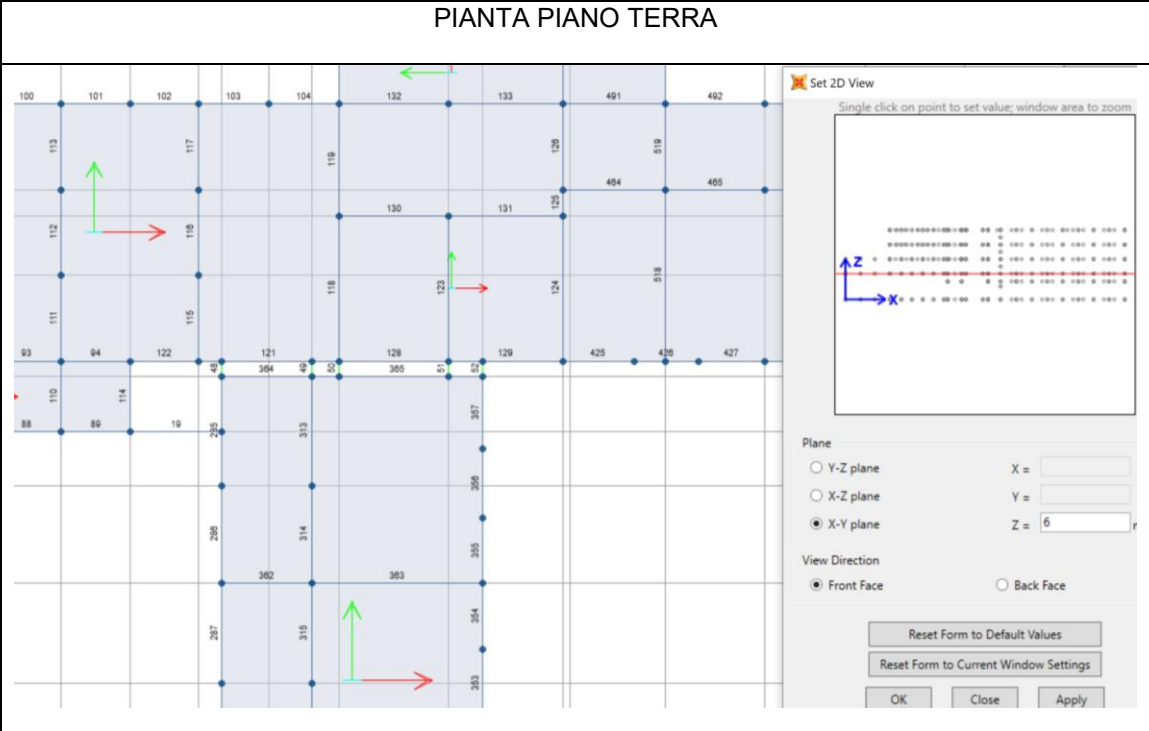 PIANTA PIANO TERRA
Set 2D View
Single click on point to set value; window area to zoom
100 101 102 103 104 132 133 491 492
113 117 119 126 519
464 465
125
130 131
112 116
118 123 124 518
111 115
93 94 122 121 128 129 425 426 427
48 364 49 50 365 51 52
110 114
88 89 19
295 313 357
356
286 314
355
362 363
354
287 315
353
Z
X
Plane
Y-Z plane X =
X-Z plane Y =
X-Y plane Z = 6
View Direction
Front Face Back Face
Reset Form to Default Values
Reset Form to Current Window Settings
OK Close Apply